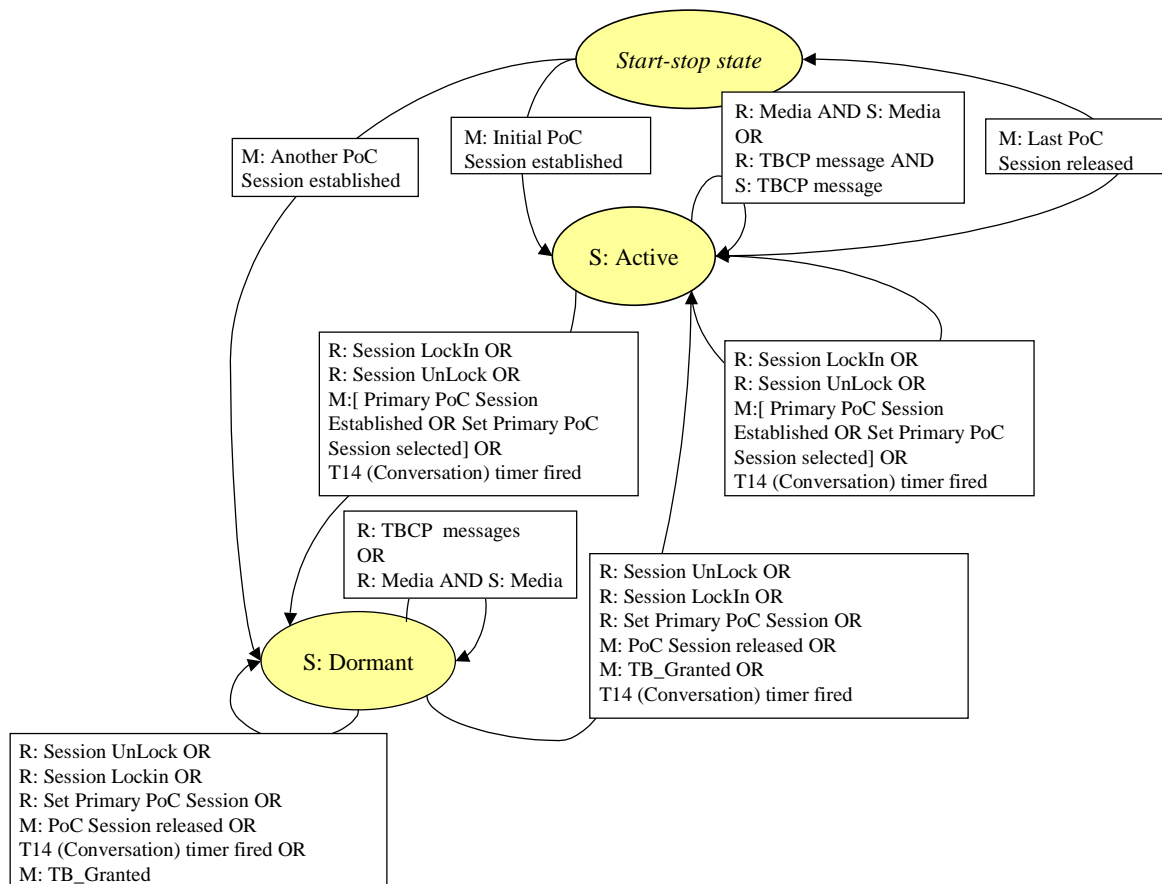 Start-stop state
R: Media AND S: Media
OR
R: TBCP message AND
S: TBCP message
M: Initial PoC
Session established
M: Last PoC
Session released
M: Another PoC
Session established
S: Active
R: Session LockIn OR
R: Session UnLock OR
M:[ Primary PoC Session
Established OR Set Primary PoC
Session selected] OR
T14 (Conversation) timer fired
R: Session LockIn OR
R: Session UnLock OR
M:[ Primary PoC Session
Established OR Set Primary PoC
Session selected] OR
T14 (Conversation) timer fired
R: TBCP messages
OR
R: Media AND S: Media
R: Session UnLock OR
R: Session LockIn OR
R: Set Primary PoC Session OR
M: PoC Session released OR
M: TB_Granted OR
T14 (Conversation) timer fired
S: Dormant
R: Session UnLock OR
R: Session Lockin OR
R: Set Primary PoC Session OR
M: PoC Session released OR
T14 (Conversation) timer fired OR
M: TB_Granted